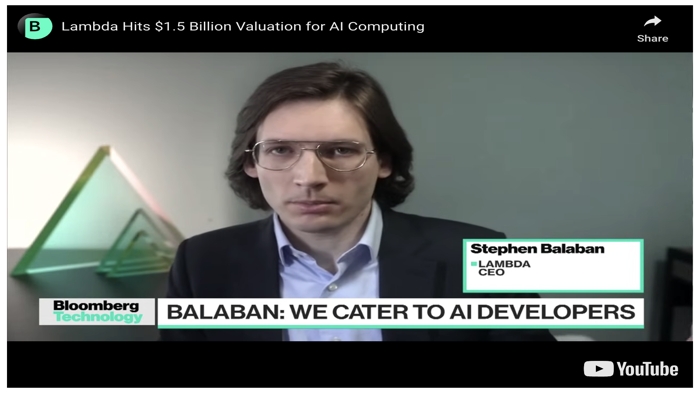 B
Lambda Hits $1.5 Billion Valuation for AI Computing
Share
Stephen Balaban
LAMBDA
CEO
Bloomberg
Technology
BALABAN: WE CATER TO AI DEVELOPERS
YouTube